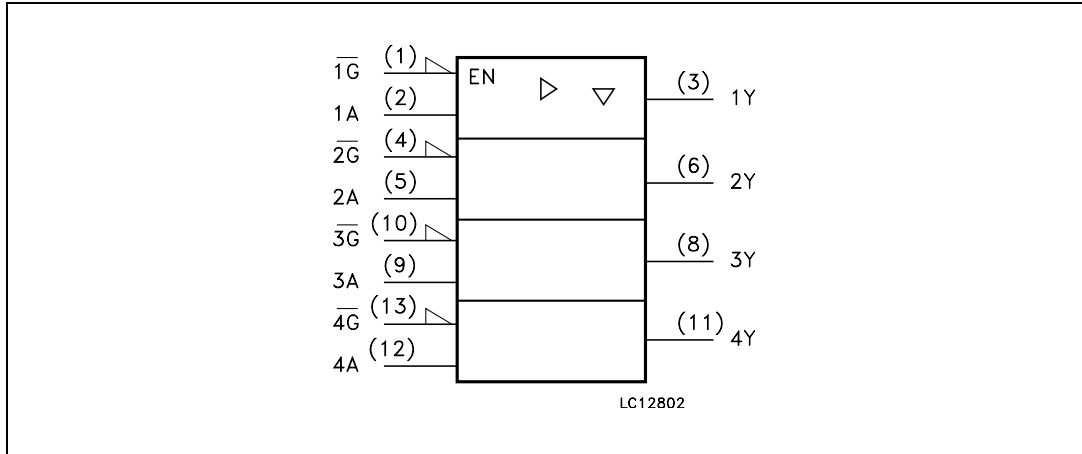 1G̅ (1) EN
1A (2) (3) 1Y
2G̅ (4)
2A (5) (6) 2Y
3G̅ (10)
3A (9) (8) 3Y
4G̅ (13)
4A (12) (11) 4Y
LC12802